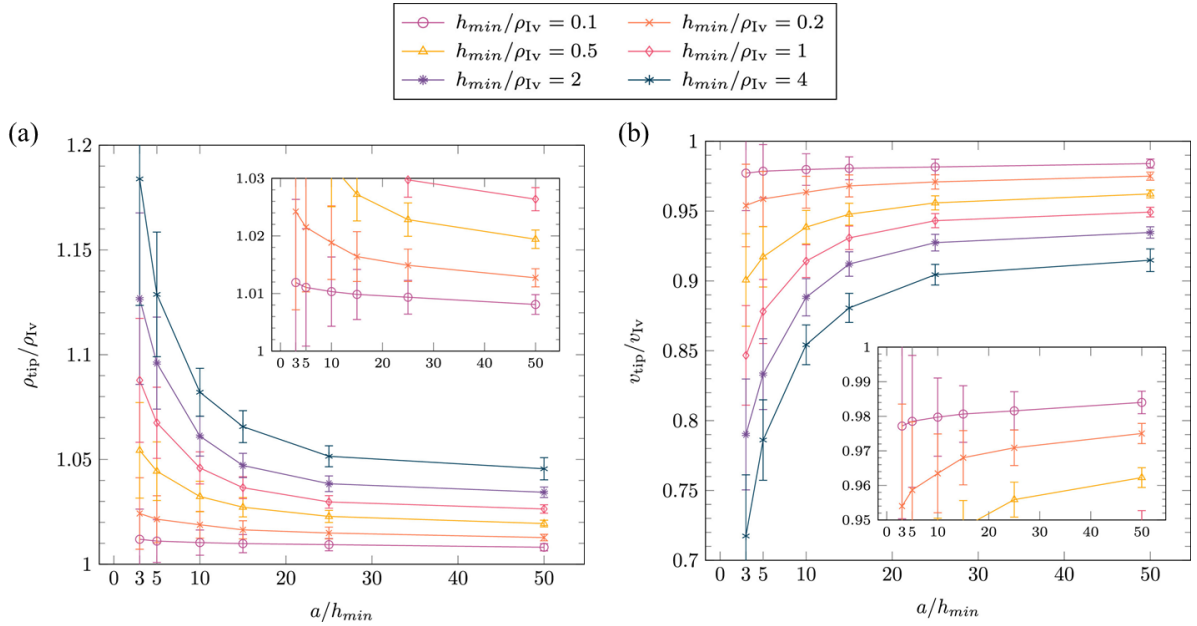 h_min/ρ_Iv = 0.1 h_min/ρ_Iv = 0.2
h_min/ρ_Iv = 0.5 h_min/ρ_Iv = 1
h_min/ρ_Iv = 2 h_min/ρ_Iv = 4
(a)
ρ_tip/ρ_Iv
1.2
1.15
1.1
1.05
1
0 3 5 10 20 30 40 50
a/h_min
1.03
1.02
1.01
1
0 3 5 10 20 30 40 50
(b)
v_tip/v_Iv
1
0.95
0.9
0.85
0.8
0.75
0.7
0 3 5 10 20 30 40 50
a/h_min
1
0.99
0.98
0.97
0.96
0.95
0 3 5 10 20 30 40 50